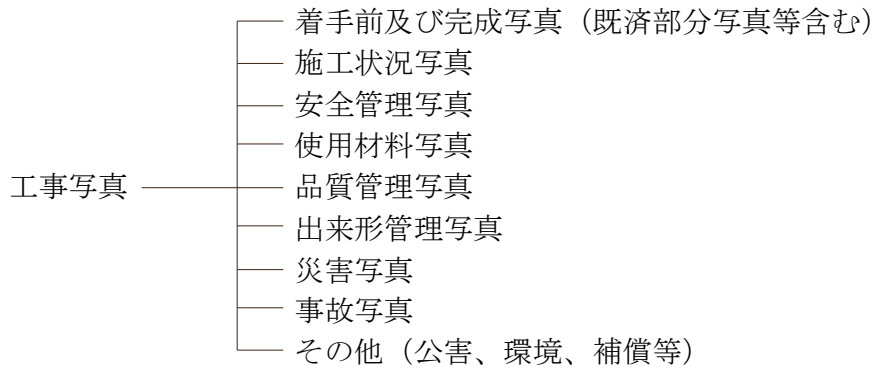 着手前及び完成写真（既済部分写真等含む）
施工状況写真
安全管理写真
使用材料写真
工事写真
品質管理写真
出来形管理写真
災害写真
事故写真
その他（公害、環境、補償等）